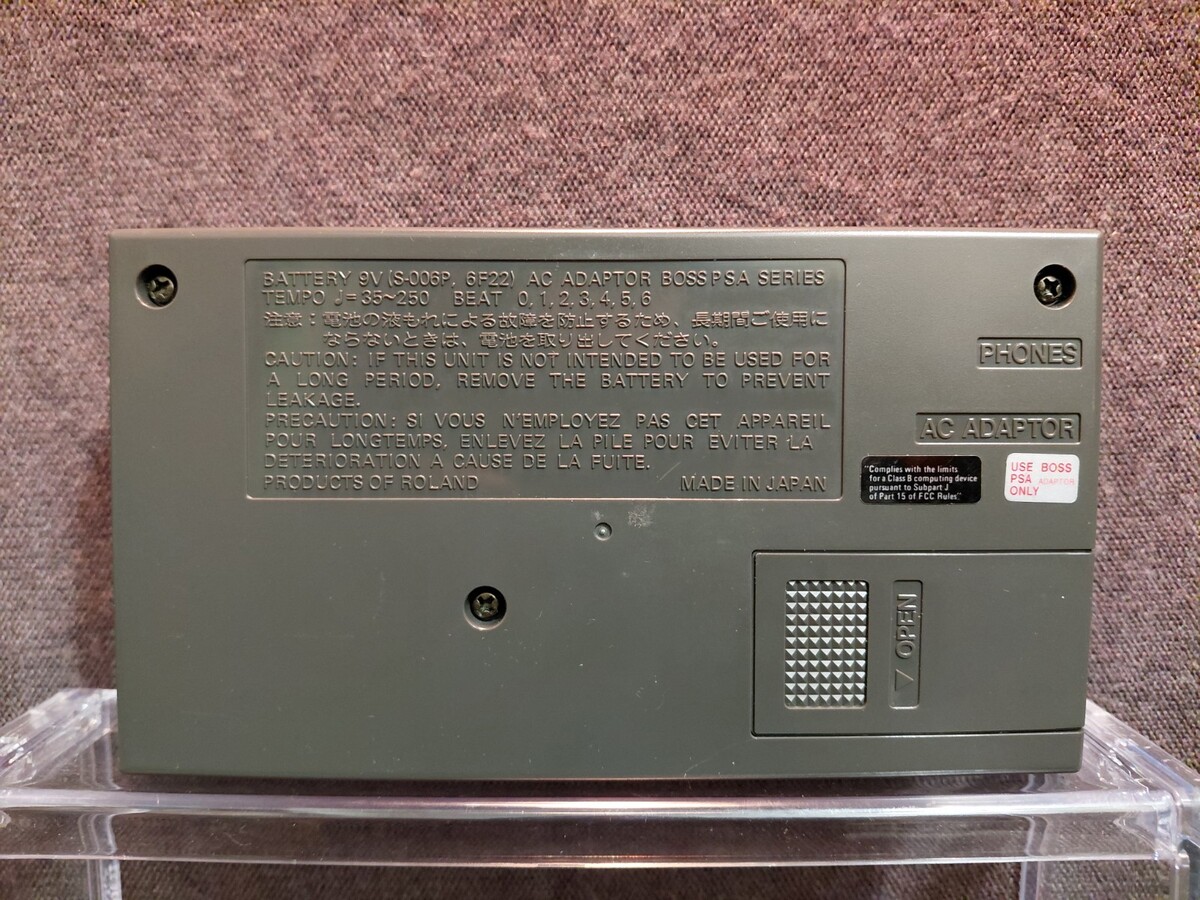 BATTERY 9V (S-006P, 6F22) AC ADAPTOR BOSS PSA SERIES
TEMPO ♩=35~250 BEAT 0,1,2,3,4,5,6
注意：電池の液もれによる故障を防止するため、長期間ご使用に
ならないときは、電池を取り出してください。
CAUTION: IF THIS UNIT IS NOT INTENDED TO BE USED FOR
A LONG PERIOD, REMOVE THE BATTERY TO PREVENT
LEAKAGE.
PRECAUTION: SI VOUS N'EMPLOYEZ PAS CET APPAREIL
POUR LONGTEMPS, ENLEVEZ LA PILE POUR EVITER LA
DETERIORATION A CAUSE DE LA FUITE.
PRODUCTS OF ROLAND MADE IN JAPAN
PHONES
AC ADAPTOR
"Complies with the limits
for a Class B computing device
pursuant to Subpart J
of Part 15 of FCC Rules"
USE BOSS
PSA ADAPTOR
ONLY
OPEN